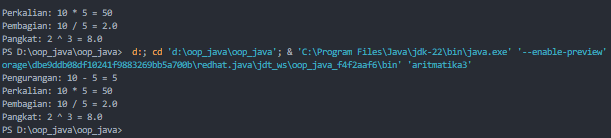 Perkalian: 10 * 5 = 50
Pembagian: 10 / 5 = 2.0
Pangkat: 2 ^ 3 = 8.0
PS D:\oop_java\oop_java>  d:; cd 'd:\oop_java\oop_java'; & 'C:\Program Files\Java\jdk-22\bin\java.exe' '--enable-preview'
orage\dbe9ddb08df10241f9883269bb5a700b\redhat.java\jdt_ws\oop_java_f4f2aaf6\bin' 'aritmatika3'
Pengurangan: 10 - 5 = 5
Perkalian: 10 * 5 = 50
Pembagian: 10 / 5 = 2.0
Pangkat: 2 ^ 3 = 8.0
PS D:\oop_java\oop_java>